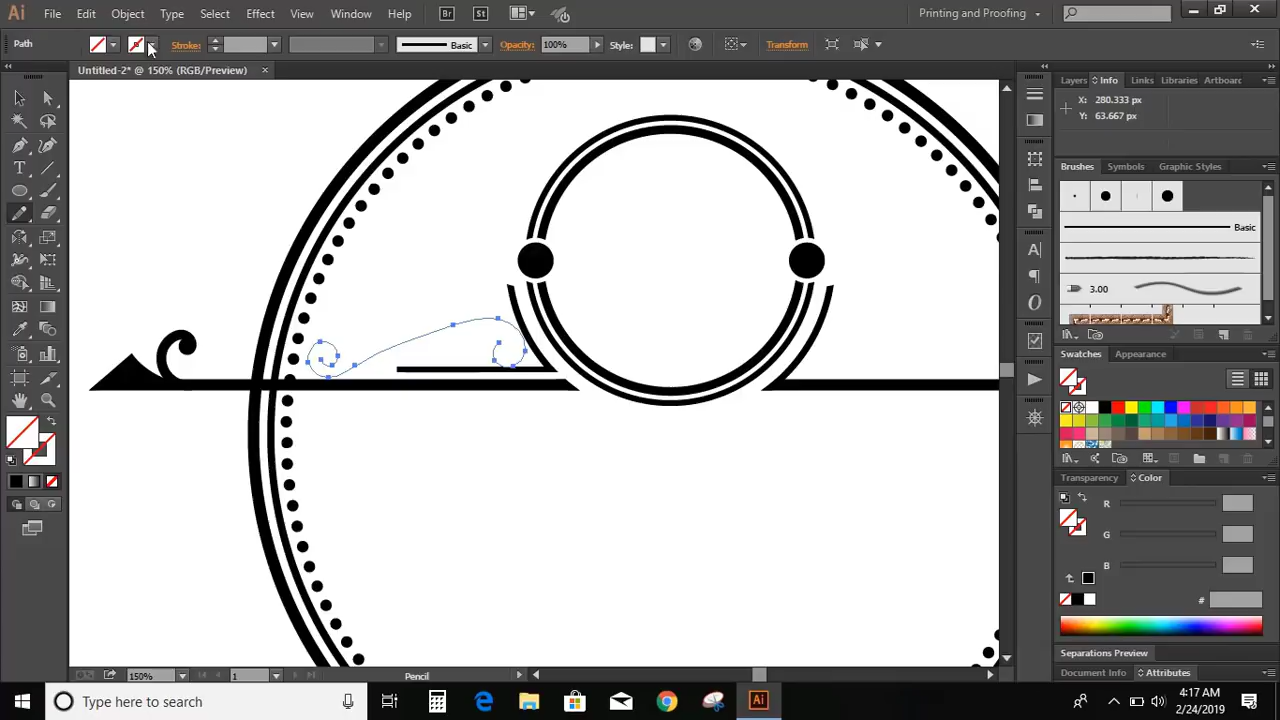 Ai File Edit Object Type Select Effect View Window Help Br St Printing and Proofing
Path Stroke: Basic Opacity: 100% Style: Transform
Untitled-2* @ 150% (RGB/Preview) ×
Layers Info Links Libraries Artboard
X: 280.333 px
Y: 63.667 px
Brushes Symbols Graphic Styles
Basic
3.00
Swatches Appearance
Transparency Color
R
G
B
#
Separations Preview
Document Info Attributes
150% 1 Pencil
Type here to search Ai 4:17 AM
2/24/2019